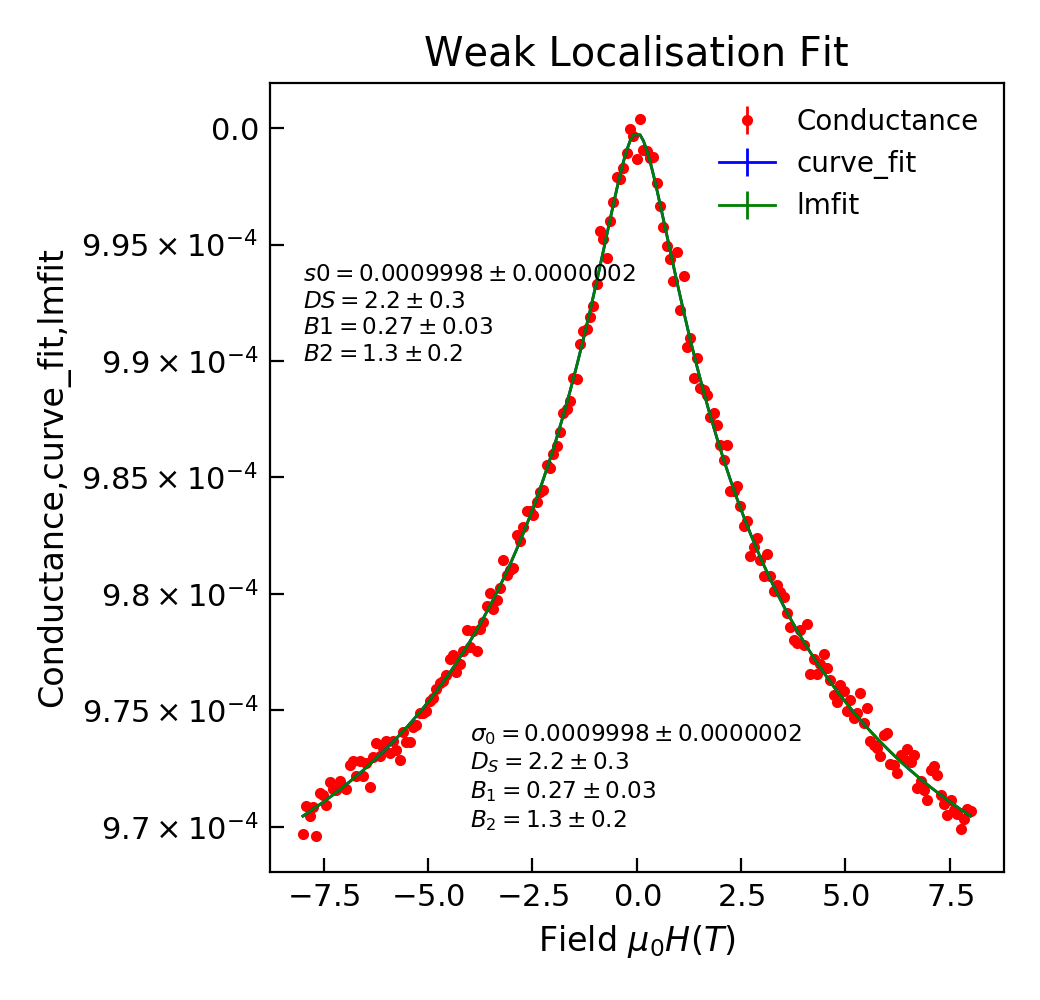 Weak Localisation Fit
Conductance
curve_fit
lmfit
Conductance,curve_fit,lmfit
0.0
9.95 × 10⁻⁴
9.9 × 10⁻⁴
9.85 × 10⁻⁴
9.8 × 10⁻⁴
9.75 × 10⁻⁴
9.7 × 10⁻⁴
s0 = 0.0009998 ± 0.0000002
DS = 2.2 ± 0.3
B1 = 0.27 ± 0.03
B2 = 1.3 ± 0.2
σ₀ = 0.0009998 ± 0.0000002
D_S = 2.2 ± 0.3
B₁ = 0.27 ± 0.03
B₂ = 1.3 ± 0.2
−7.5 −5.0 −2.5 0.0 2.5 5.0 7.5
Field μ₀H(T)